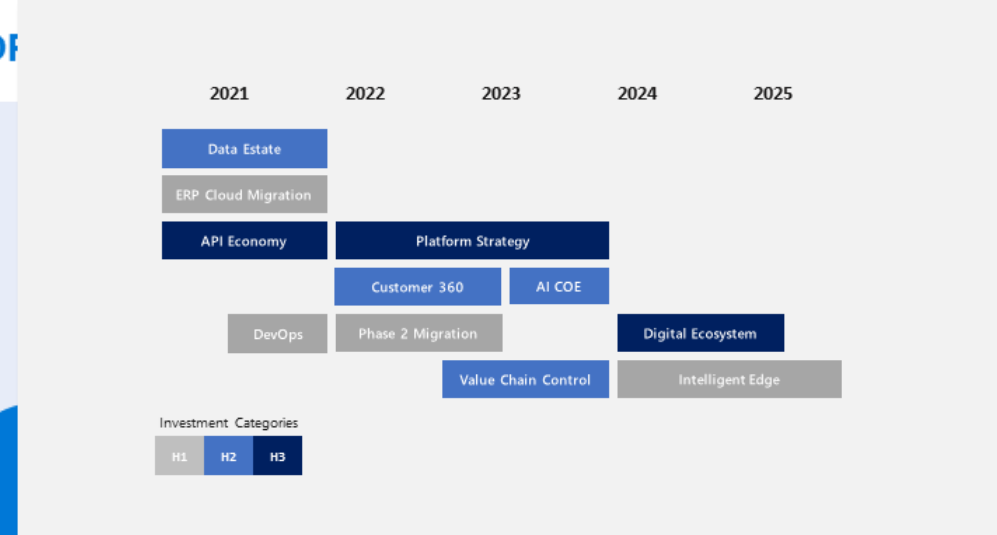 2021 2022 2023 2024 2025
Data Estate
ERP Cloud Migration
API Economy Platform Strategy
Customer 360 AI COE
DevOps Phase 2 Migration Digital Ecosystem
Value Chain Control Intelligent Edge
Investment Categories
H1 H2 H3